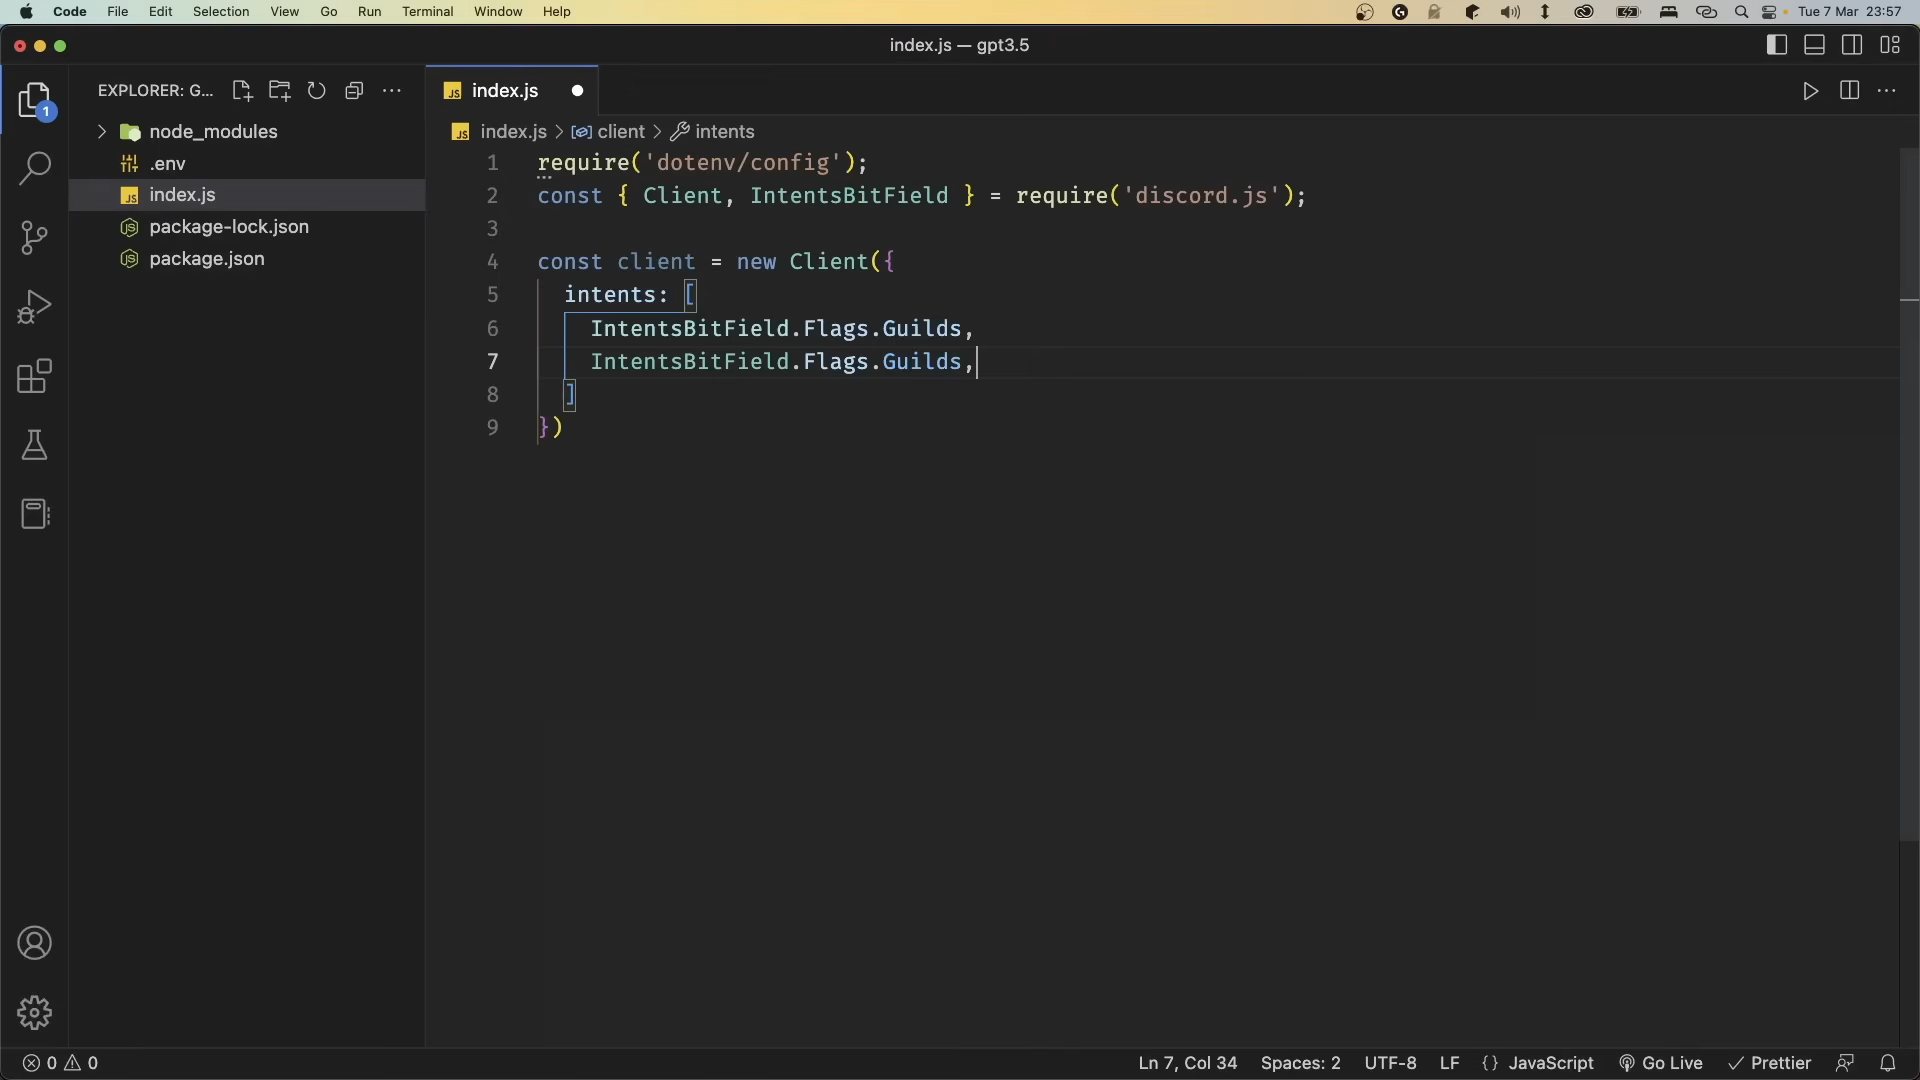 Code File Edit Selection View Go Run Terminal Window Help Tue 7 Mar 23:57
index.js — gpt3.5
1
EXPLORER: G...
node_modules
.env
JS index.js
package-lock.json
package.json
JS index.js
JS index.js > client > intents
1 require('dotenv/config');
2 const { Client, IntentsBitField } = require('discord.js');
3
4 const client = new Client({
5 intents: [
6 IntentsBitField.Flags.Guilds,
7 IntentsBitField.Flags.Guilds,
8 ]
9 })
0 0 Ln 7, Col 34 Spaces: 2 UTF-8 LF {} JavaScript Go Live Prettier